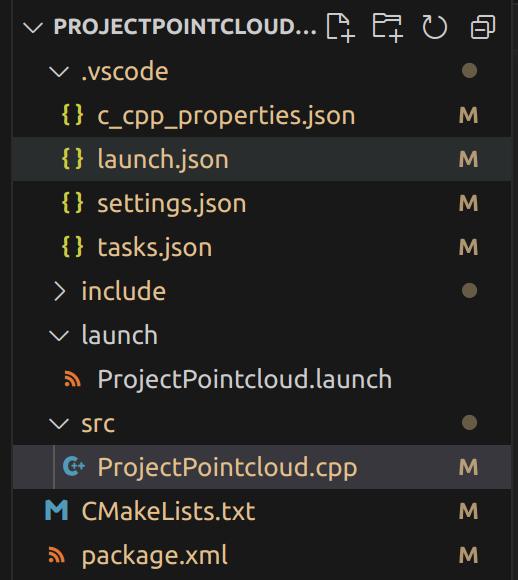 PROJECTPOINTCLOUD...
.vscode
{} c_cpp_properties.json M
{} launch.json M
{} settings.json M
{} tasks.json M
include
launch
ProjectPointcloud.launch
src
C++ ProjectPointcloud.cpp M
M CMakeLists.txt M
package.xml M